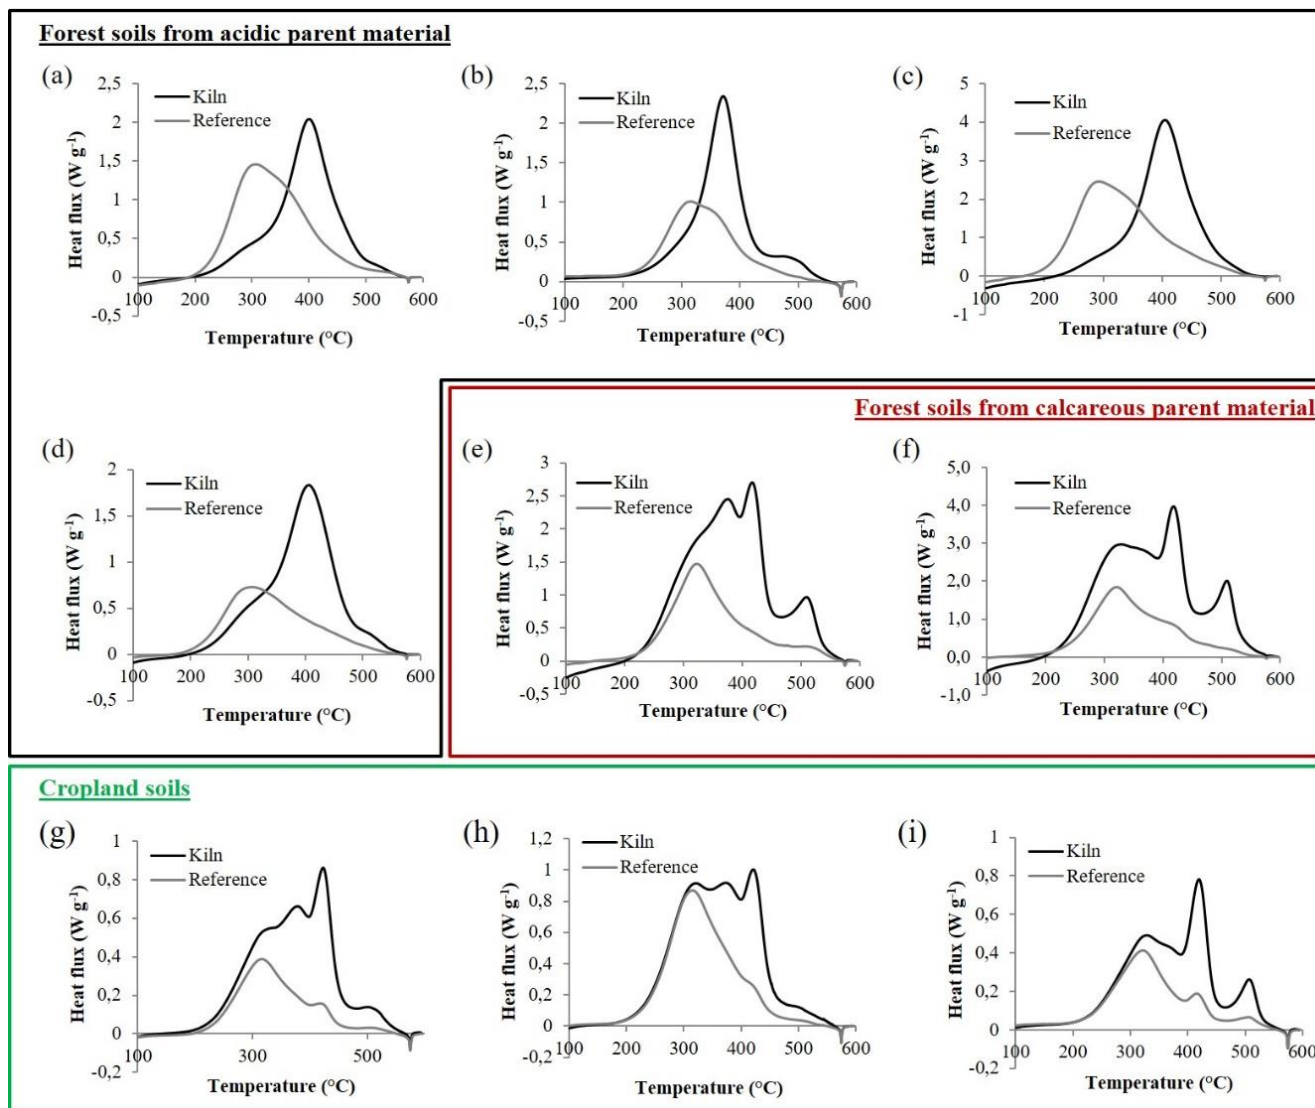 Forest soils from acidic parent material
(a)
2,5
2
1,5
1
0,5
0
-0,5
100 200 300 400 500 600
Heat flux (W g-1)
Temperature (°C)
Kiln
Reference
(b)
2,5
2
1,5
1
0,5
0
-0,5
100 200 300 400 500 600
Heat flux (W g-1)
Temperature (°C)
Kiln
Reference
(c)
5
4
3
2
1
0
-1
100 200 300 400 500 600
Heat flux (W g-1)
Temperature (°C)
Kiln
Reference
(d)
2
1,5
1
0,5
0
-0,5
100 200 300 400 500 600
Heat flux (W g-1)
Temperature (°C)
Kiln
Reference
Forest soils from calcareous parent material
(e)
3
2,5
2
1,5
1
0,5
0
-0,5
100 200 300 400 500 600
Heat flux (W g-1)
Temperature (°C)
Kiln
Reference
(f)
5,0
4,0
3,0
2,0
1,0
0,0
-1,0
100 200 300 400 500 600
Heat flux (W g-1)
Temperature (°C)
Kiln
Reference
Cropland soils
(g)
1
0,8
0,6
0,4
0,2
0
-0,2
100 300 500
Heat flux (W g-1)
Temperature (°C)
Kiln
Reference
(h)
1,2
1
0,8
0,6
0,4
0,2
0
-0,2
100 200 300 400 500 600
Heat flux (W g-1)
Temperature (°C)
Kiln
Reference
(i)
1
0,8
0,6
0,4
0,2
0
-0,2
100 200 300 400 500 600
Heat flux (W g-1)
Temperature (°C)
Kiln
Reference